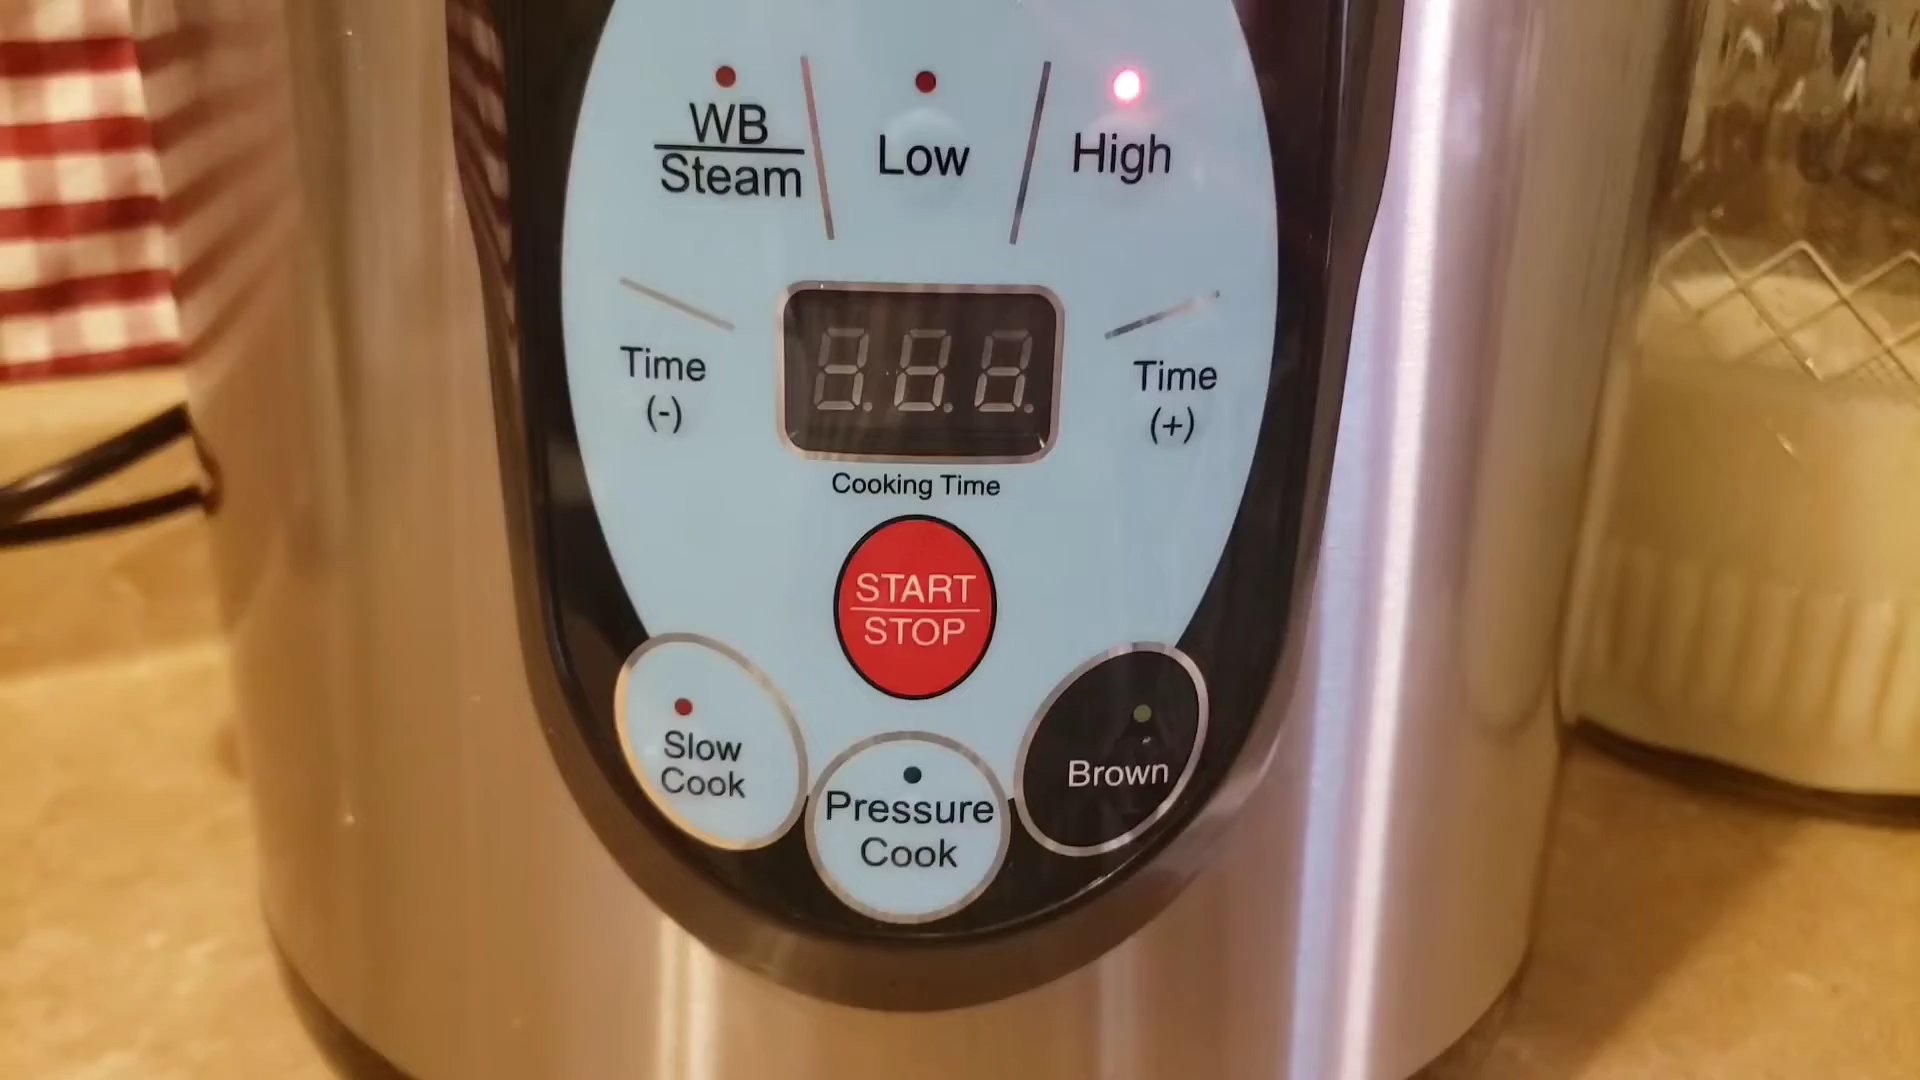 WB
Steam
Low
High
Time
(-)
Time
(+)
Cooking Time
START
STOP
Slow
Cook
Pressure
Cook
Brown